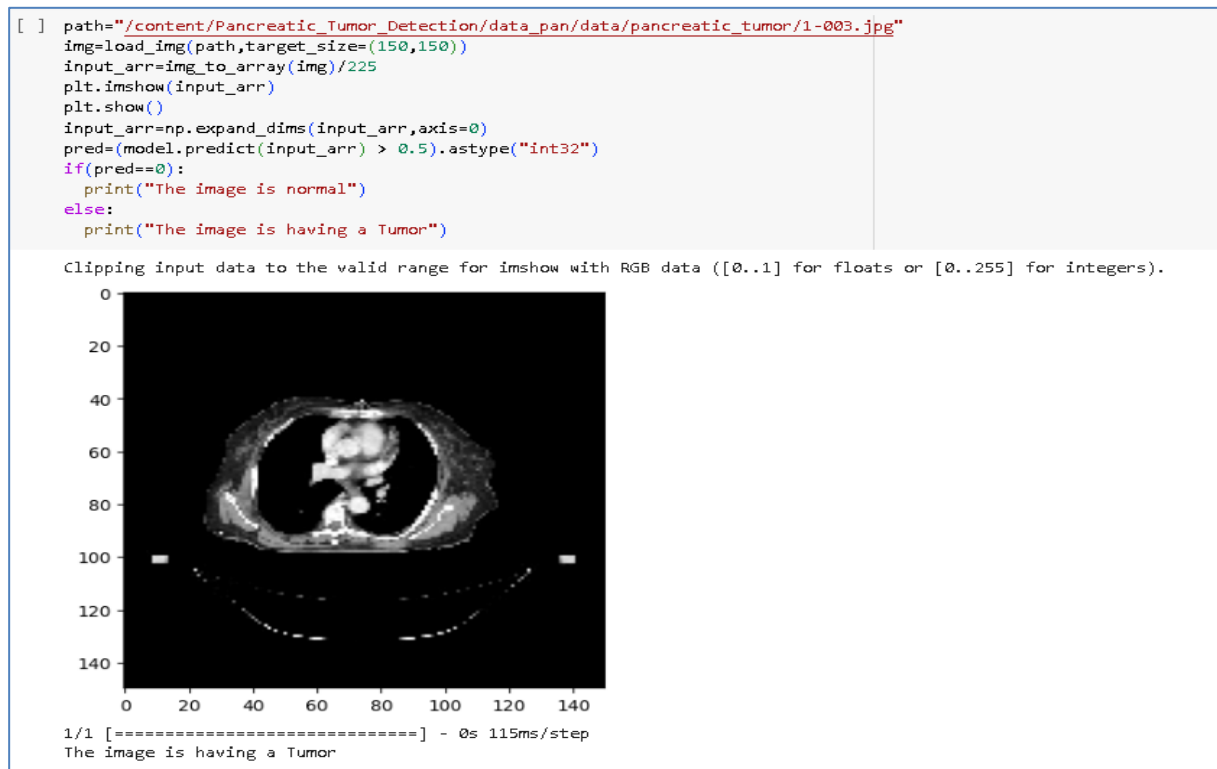 [ ] path="/content/Pancreatic_Tumor_Detection/data_pan/data/pancreatic_tumor/1-003.jpg"
img=load_img(path,target_size=(150,150))
input_arr=img_to_array(img)/225
plt.imshow(input_arr)
plt.show()
input_arr=np.expand_dims(input_arr,axis=0)
pred=(model.predict(input_arr) > 0.5).astype("int32")
if(pred==0):
  print("The image is normal")
else:
  print("The image is having a Tumor")
Clipping input data to the valid range for imshow with RGB data ([0..1] for floats or [0..255] for integers).
0
20
40
60
80
100
120
140
0 20 40 60 80 100 120 140
1/1 [==============================] - 0s 115ms/step
The image is having a Tumor